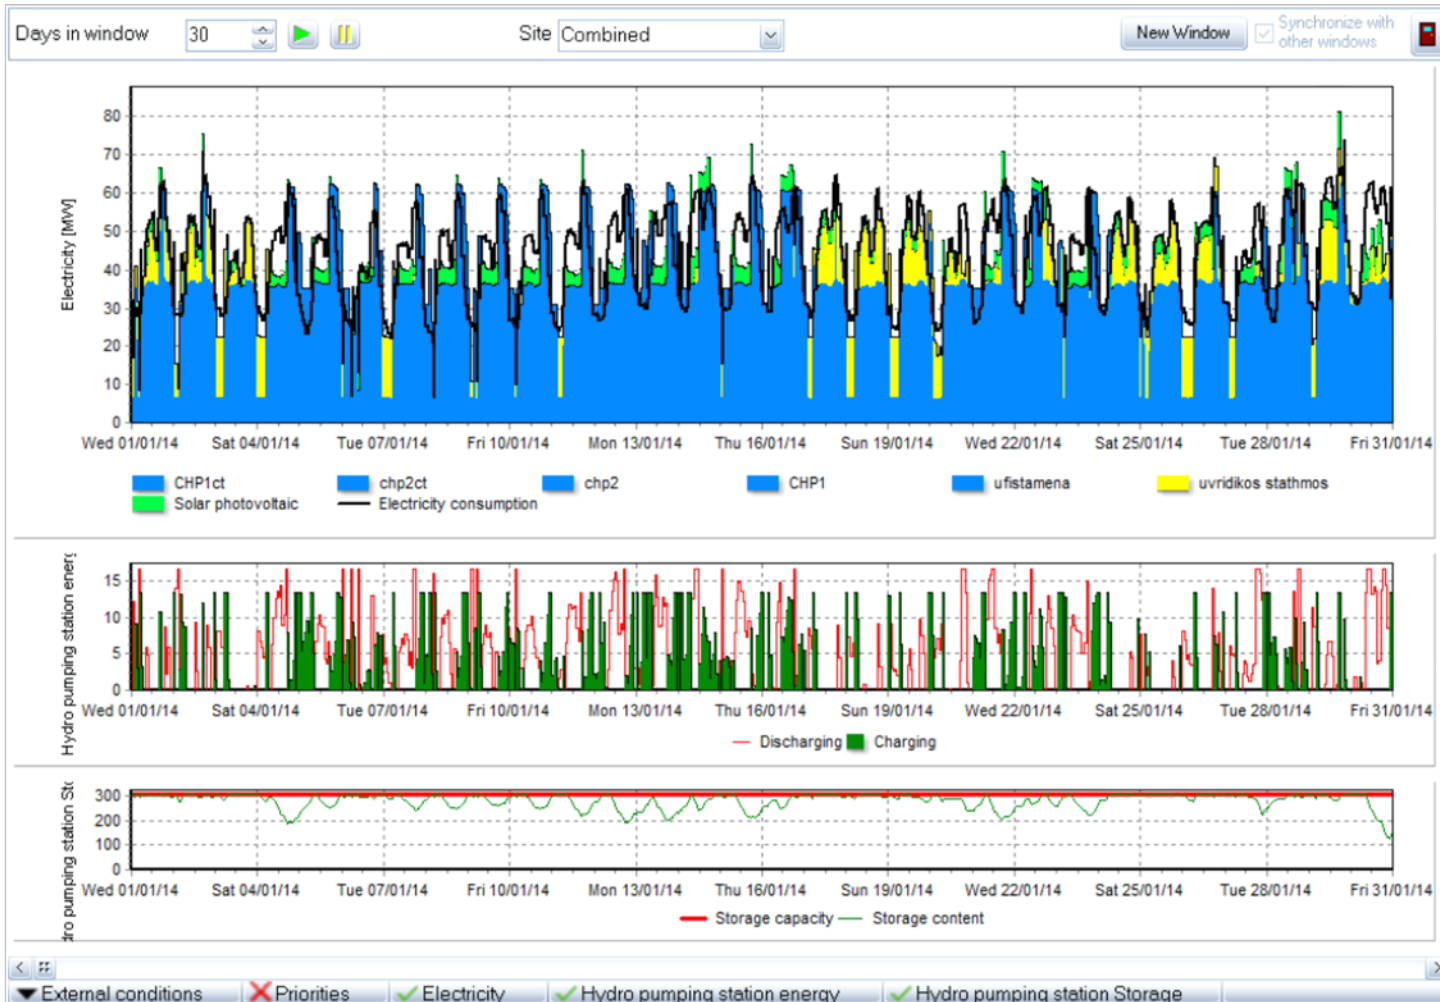 Days in window 30 Site Combined New Window Synchronize with
other windows
Electricity [MW]
80
70
60
50
40
30
20
10
0
Wed 01/01/14 Sat 04/01/14 Tue 07/01/14 Fri 10/01/14 Mon 13/01/14 Thu 16/01/14 Sun 19/01/14 Wed 22/01/14 Sat 25/01/14 Tue 28/01/14 Fri 31/01/14
CHP1ct chp2ct chp2 CHP1 ufistamena uvridikos stathmos
Solar photovoltaic Electricity consumption
Hydro pumping station energy
15
10
5
0
Wed 01/01/14 Sat 04/01/14 Tue 07/01/14 Fri 10/01/14 Mon 13/01/14 Thu 16/01/14 Sun 19/01/14 Wed 22/01/14 Sat 25/01/14 Tue 28/01/14 Fri 31/01/14
Discharging Charging
dro pumping station Sto
300
200
100
0
Wed 01/01/14 Sat 04/01/14 Tue 07/01/14 Fri 10/01/14 Mon 13/01/14 Thu 16/01/14 Sun 19/01/14 Wed 22/01/14 Sat 25/01/14 Tue 28/01/14 Fri 31/01/14
Storage capacity Storage content
External conditions Priorities Electricity Hydro pumping station energy Hydro pumping station Storage